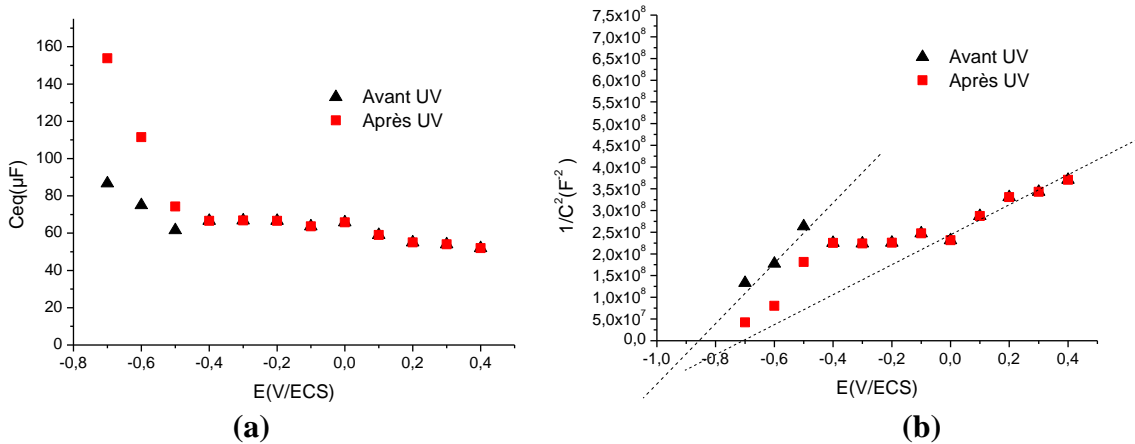 160
140
120
100
80
60
40
20
0
Ceq(µF)
Avant UV
Après UV
-0,8 -0,6 -0,4 -0,2 0,0 0,2 0,4
E(V/ECS)
(a)
7,5x10⁸
7,0x10⁸
6,5x10⁸
6,0x10⁸
5,5x10⁸
5,0x10⁸
4,5x10⁸
4,0x10⁸
3,5x10⁸
3,0x10⁸
2,5x10⁸
2,0x10⁸
1,5x10⁸
1,0x10⁸
5,0x10⁷
0,0
1/C²(F⁻²)
Avant UV
Après UV
-1,0 -0,8 -0,6 -0,4 -0,2 0,0 0,2 0,4
E(V/ECS)
(b)